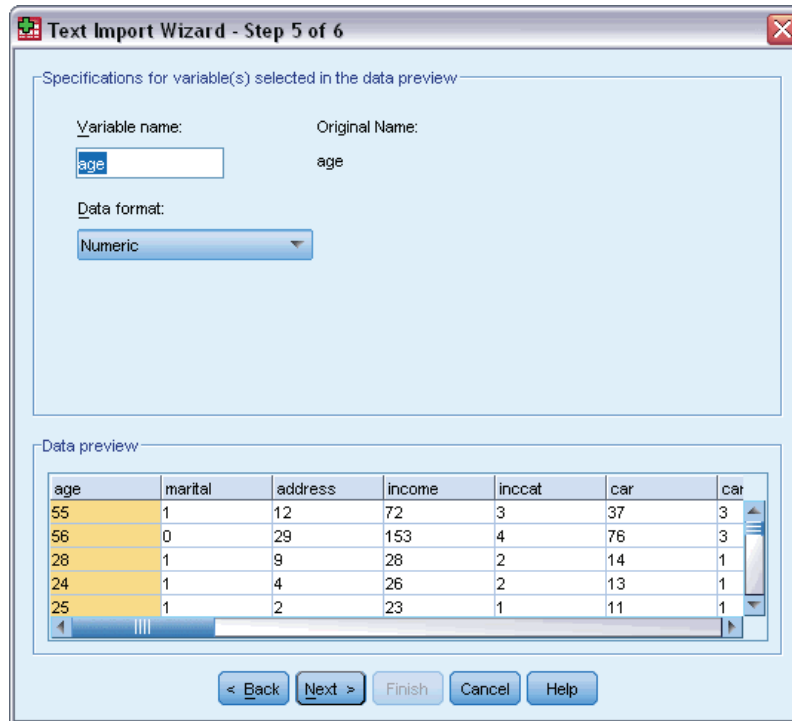 Text Import Wizard - Step 5 of 6
Specifications for variable(s) selected in the data preview
Variable name:
Original Name:
age
age
Data format:
Numeric
Data preview
age marital address income inccat car car
55 1 12 72 3 37 3
56 0 29 153 4 76 3
28 1 9 28 2 14 1
24 1 4 26 2 13 1
25 1 2 23 1 11 1
< Back Next > Finish Cancel Help